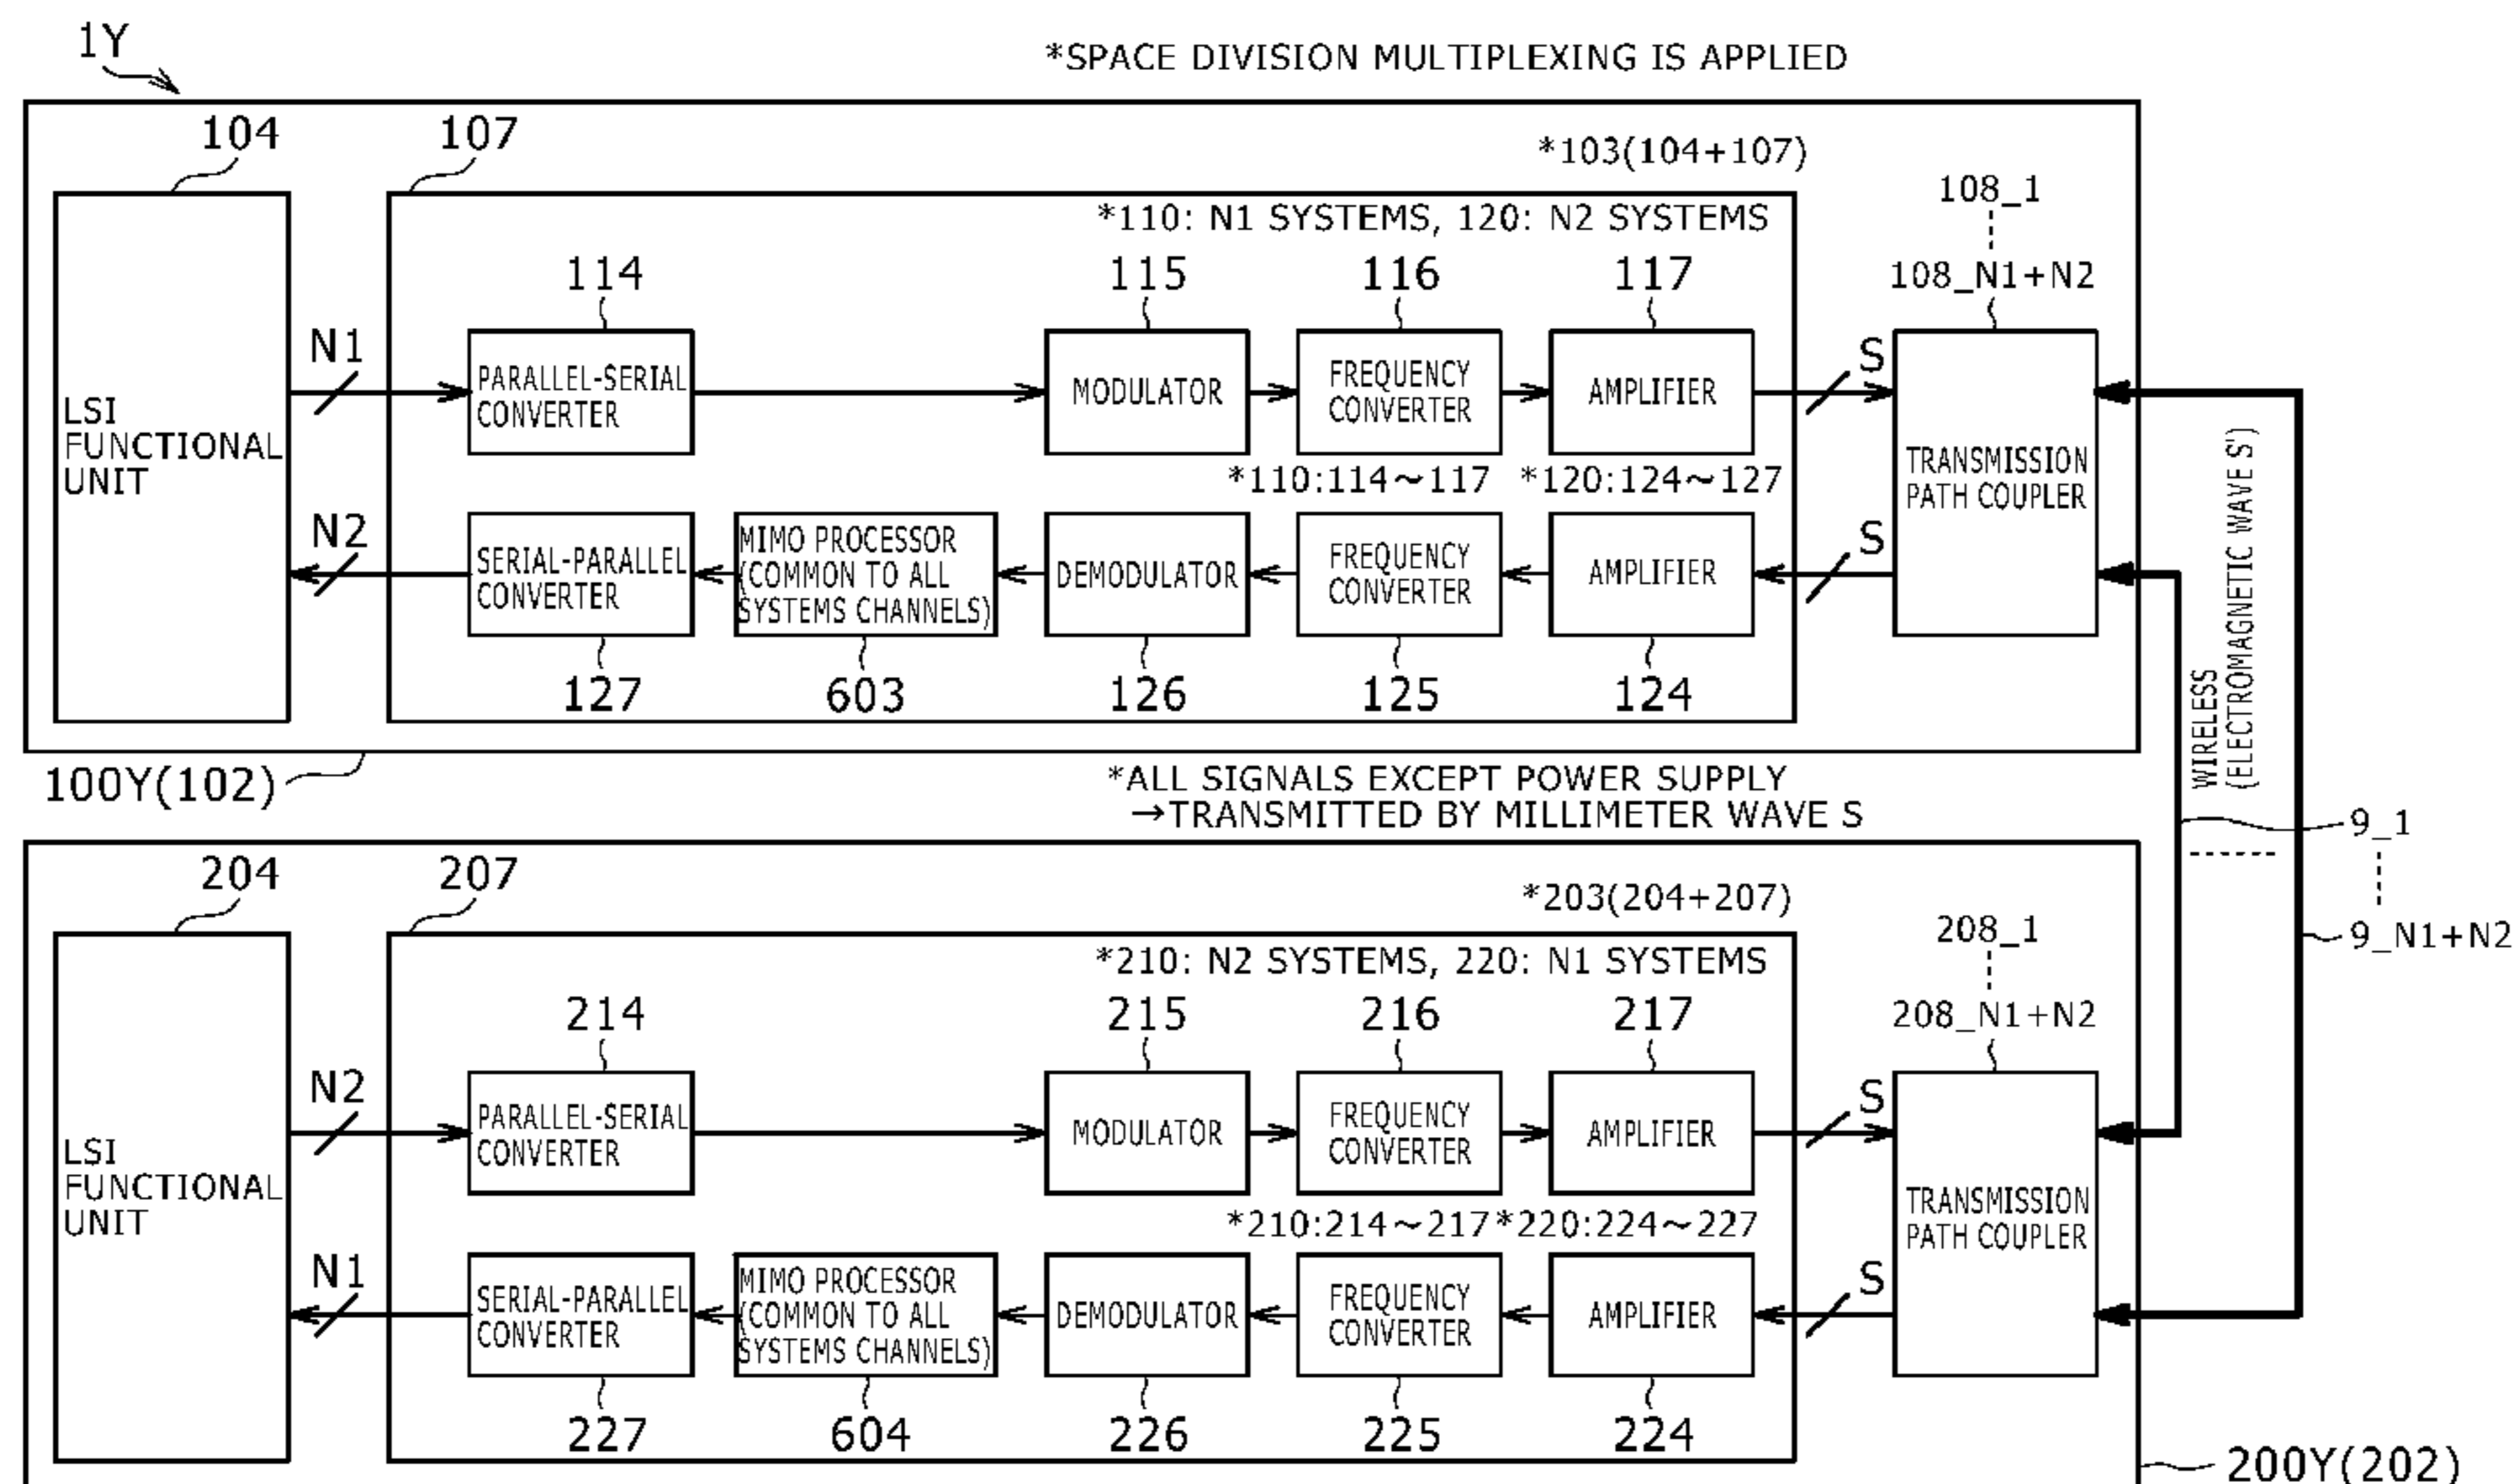 1Y
*SPACE DIVISION MULTIPLEXING IS APPLIED
104
107
*103(104+107)
108_1
108_N1+N2
*110: N1 SYSTEMS, 120: N2 SYSTEMS
114
115
116
117
LSI
FUNCTIONAL
UNIT
N1
PARALLEL-SERIAL
CONVERTER
MODULATOR
FREQUENCY
CONVERTER
AMPLIFIER
S
TRANSMISSION
PATH COUPLER
*110:114~117
*120:124~127
N2
SERIAL-PARALLEL
CONVERTER
MIMO PROCESSOR
(COMMON TO ALL
SYSTEMS CHANNELS)
DEMODULATOR
FREQUENCY
CONVERTER
AMPLIFIER
S
127
603
126
125
124
WIRELESS
(ELECTROMAGNETIC WAVE S')
100Y(102)
*ALL SIGNALS EXCEPT POWER SUPPLY
→TRANSMITTED BY MILLIMETER WAVE S
9_1
9_N1+N2
204
207
*203(204+207)
208_1
208_N1+N2
*210: N2 SYSTEMS, 220: N1 SYSTEMS
214
215
216
217
LSI
FUNCTIONAL
UNIT
N2
PARALLEL-SERIAL
CONVERTER
MODULATOR
FREQUENCY
CONVERTER
AMPLIFIER
S
TRANSMISSION
PATH COUPLER
*210:214~217
*220:224~227
N1
SERIAL-PARALLEL
CONVERTER
MIMO PROCESSOR
(COMMON TO ALL
SYSTEMS CHANNELS)
DEMODULATOR
FREQUENCY
CONVERTER
AMPLIFIER
S
227
604
226
225
224
200Y(202)